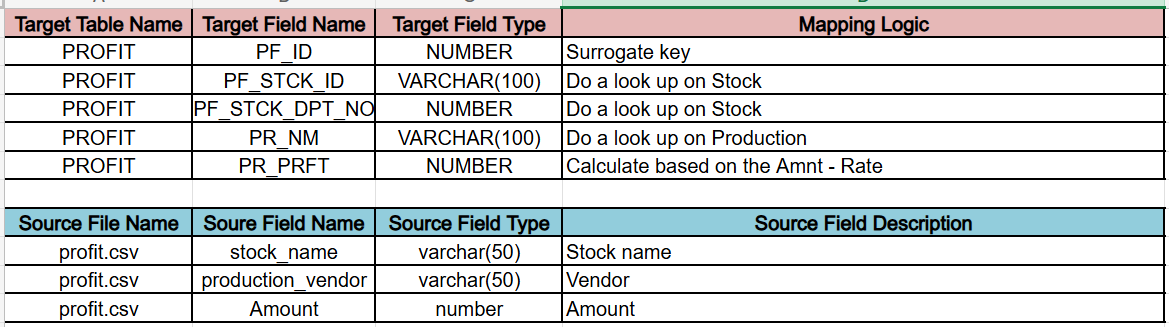 Target Table Name Target Field Name Target Field Type Mapping Logic
PROFIT PF_ID NUMBER Surrogate key
PROFIT PF_STCK_ID VARCHAR(100) Do a look up on Stock
PROFIT PF_STCK_DPT_NO NUMBER Do a look up on Stock
PROFIT PR_NM VARCHAR(100) Do a look up on Production
PROFIT PR_PRFT NUMBER Calculate based on the Amnt - Rate
Source File Name Soure Field Name Source Field Type Source Field Description
profit.csv stock_name varchar(50) Stock name
profit.csv production_vendor varchar(50) Vendor
profit.csv Amount number Amount